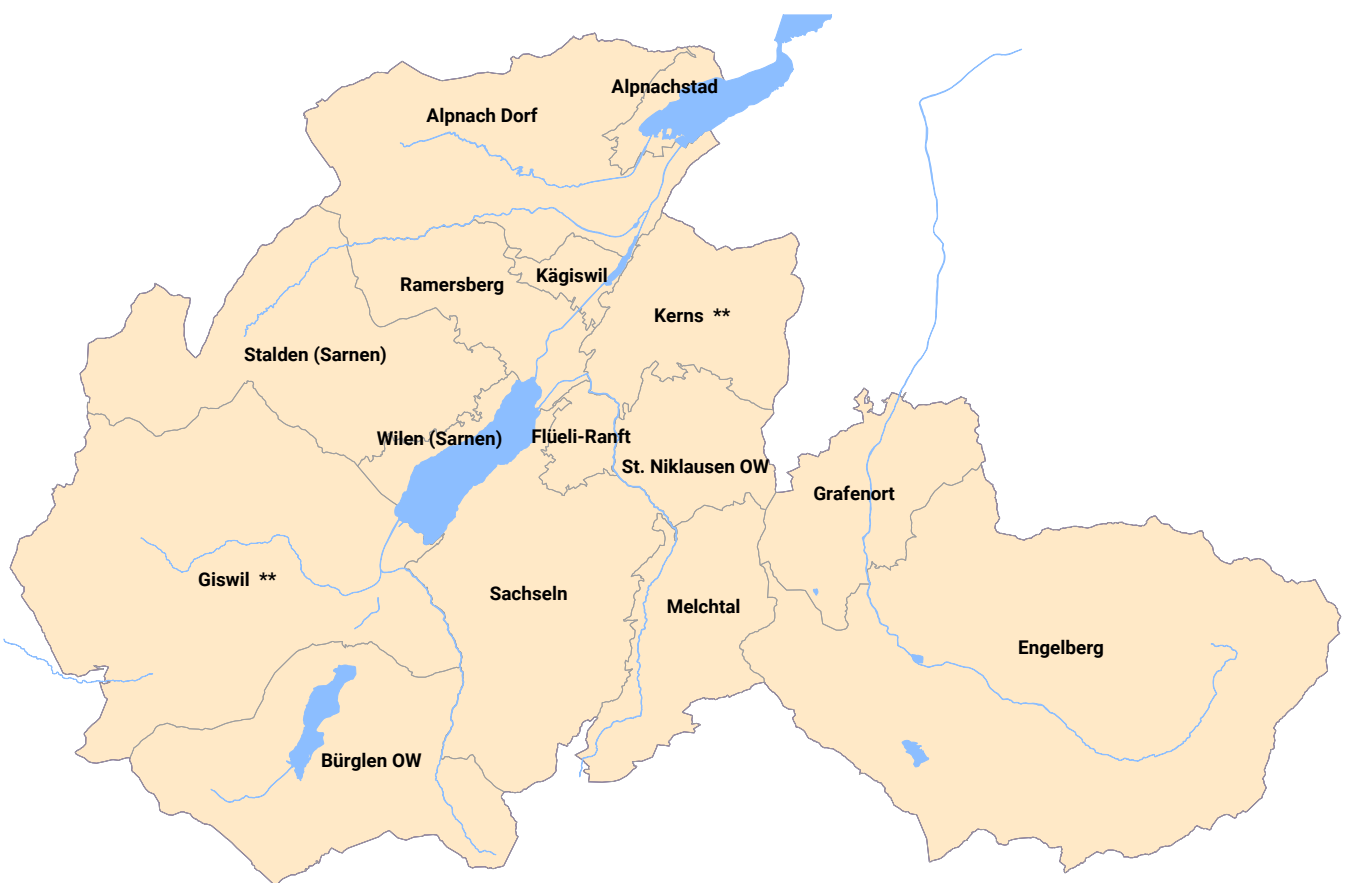 Alpnachstad
Alpnach Dorf
Kägiswil
Ramersberg
Kerns **
Stalden (Sarnen)
Wilen (Sarnen)
Flüeli-Ranft
St. Niklausen OW
Grafenort
Giswil **
Sachseln
Melchtal
Engelberg
Bürglen OW